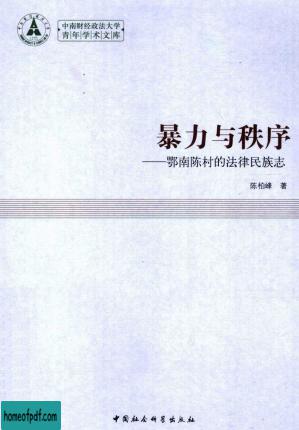 中南财经政法大学
青年学术文库
暴力与秩序
——鄂南陈村的法律民族志
陈柏峰 著
homeofpdf.com
中国社会科学出版社